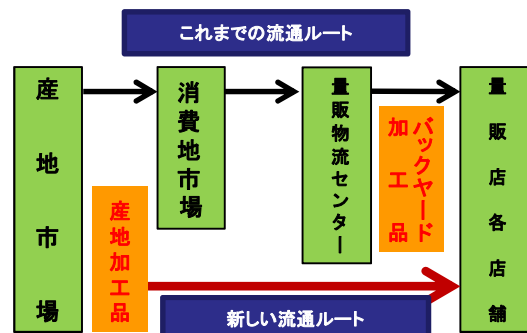 これまでの流通ルート
産地市場
消費地市場
量販物流センター
バックヤード
加工品
量販店各店舗
産地加工品
新しい流通ルート